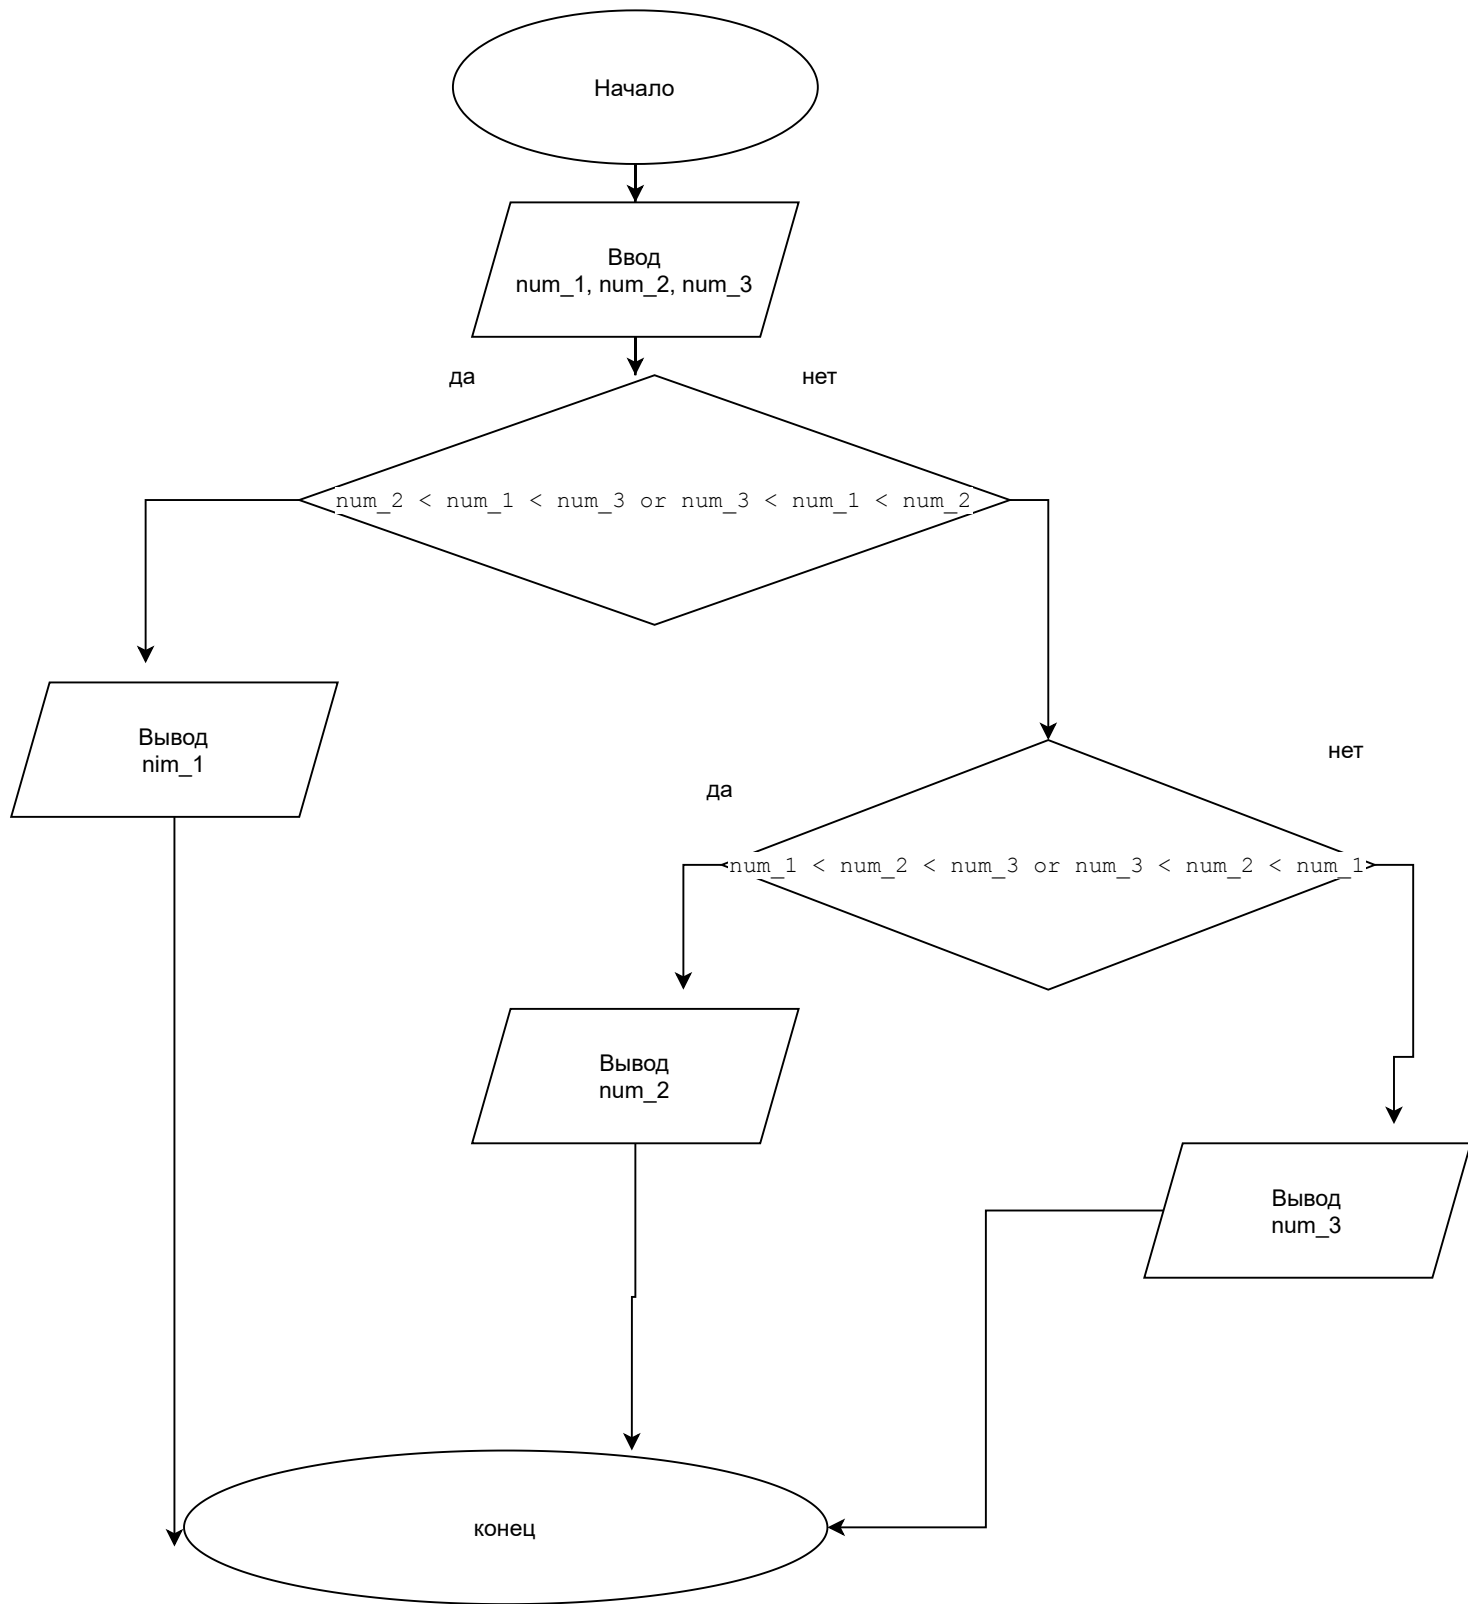 Начало
Ввод
num_1, num_2, num_3
да
нет
num_2 < num_1 < num_3 or num_3 < num_1 < num_2
Вывод
nim_1
нет
да
num_1 < num_2 < num_3 or num_3 < num_2 < num_1
Вывод
num_2
Вывод
num_3
конец